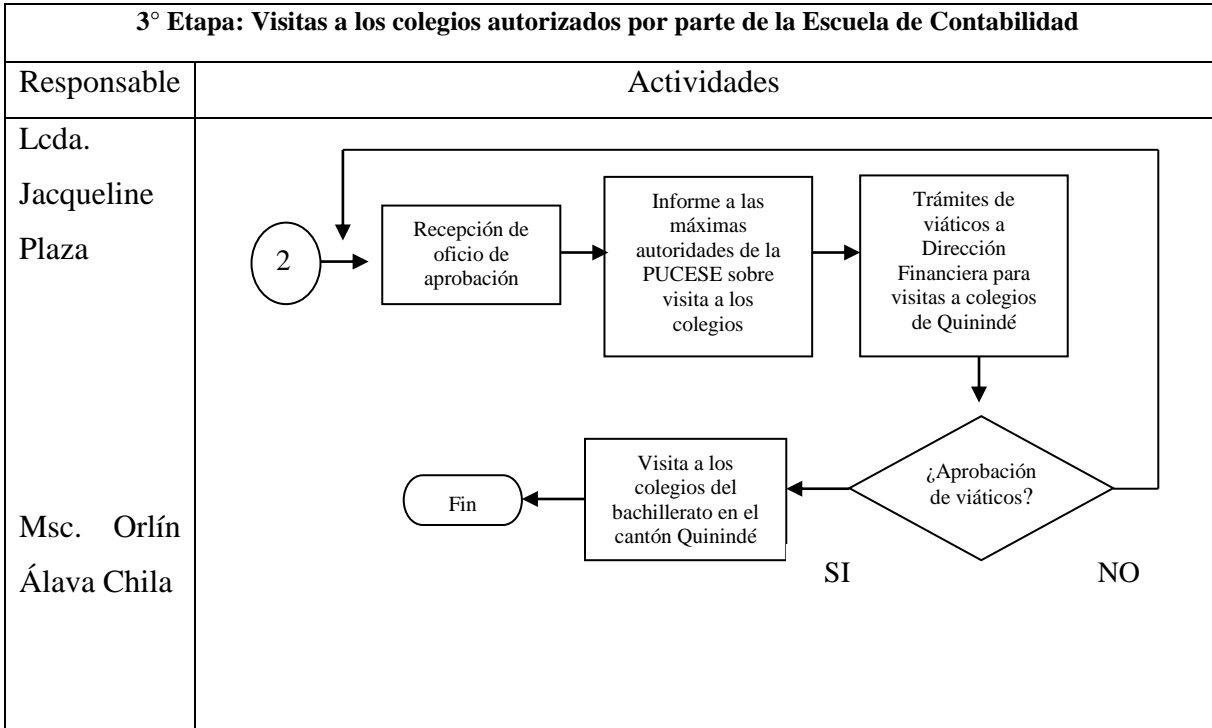 3° Etapa: Visitas a los colegios autorizados por parte de la Escuela de Contabilidad
Responsable
Actividades
Lcda.
Jacqueline
Plaza
Msc. Orlín
Álava Chila
2
Recepción de
oficio de
aprobación
Informe a las
máximas
autoridades de la
PUCESE sobre
visita a los
colegios
Trámites de
viáticos a
Dirección
Financiera para
visitas a colegios
de Quinindé
¿Aprobación
de viáticos?
SI
NO
Visita a los
colegios del
bachillerato en el
cantón Quinindé
Fin